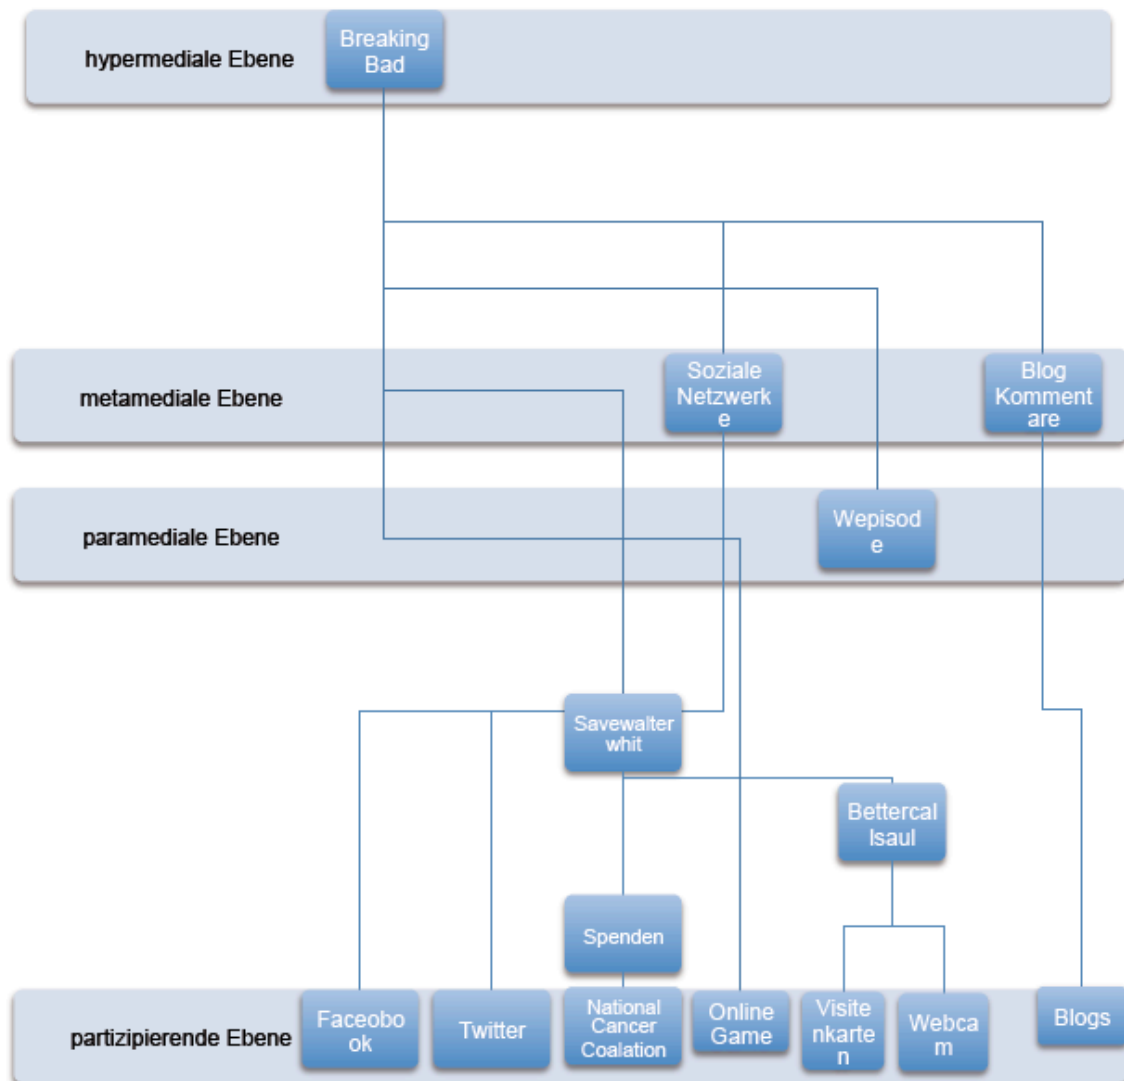 hypermediale Ebene
Breaking
Bad
metamediale Ebene
Soziale
Netzwerk
e
Blog
Komment
are
paramediale Ebene
Wepisod
e
Savewalter
whit
Bettercal
lsaul
Spenden
partizipierende Ebene
Faceobo
ok
Twitter
National
Cancer
Coalation
Online
Game
Visite
nkarte
n
Webca
m
Blogs